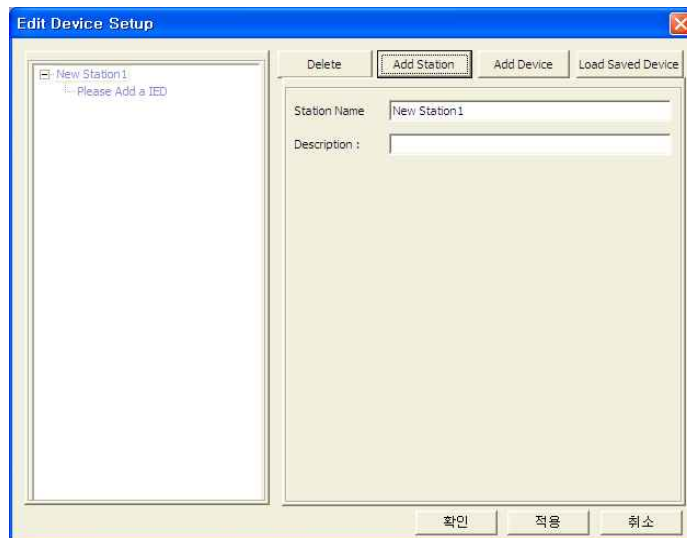 Edit Device Setup
New Station1
Please Add a IED
Delete
Add Station
Add Device
Load Saved Device
Station Name
New Station1
Description :
확인
적용
취소